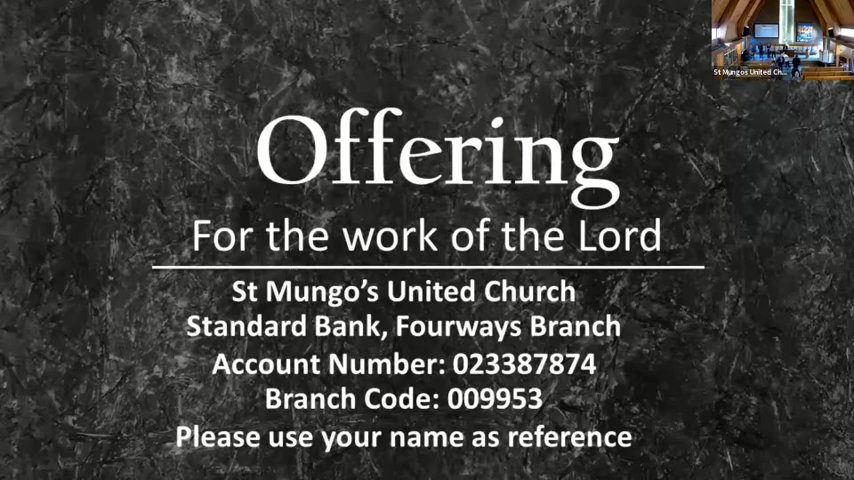 St Mungos United Ch...
Offering
For the work of the Lord
St Mungo’s United Church
Standard Bank, Fourways Branch
Account Number: 023387874
Branch Code: 009953
Please use your name as reference